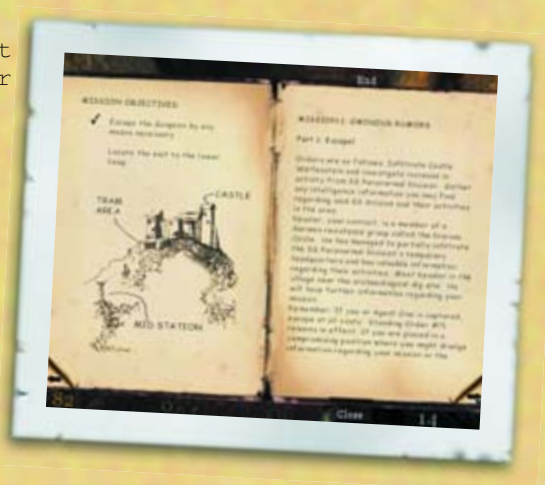 t
r
End
MISSION OBJECTIVES:
✓ Escape the dungeon by any
means necessary
Locate the exit to the tower
keep.
TRAM
AREA
CASTLE
MID STATION
MISSION 1: OMINOUS RUMORS
Part 1: Escape!
Orders are as follows: Infiltrate Castle
Wolfenstein and investigate increase in
activity from SS Paranormal Division. Gather
any intelligence information you may find
regarding said SS division and their activities
in the area.
Kessler, your contact, is a member of a
German resistance group called the Kreisau
Circle. He has managed to partially infiltrate
the SS Paranormal Division's temporary
headquarters and has valuable information
regarding their activities. Meet Kessler in the
village near the archaeological dig site. He
will have further information regarding your
mission.
Remember: If you or Agent One is captured,
escape at all costs. Standing Order
remains in effect. If you are placed in a
compromising position where you might divulge
information regarding your mission or the
82
Close
14